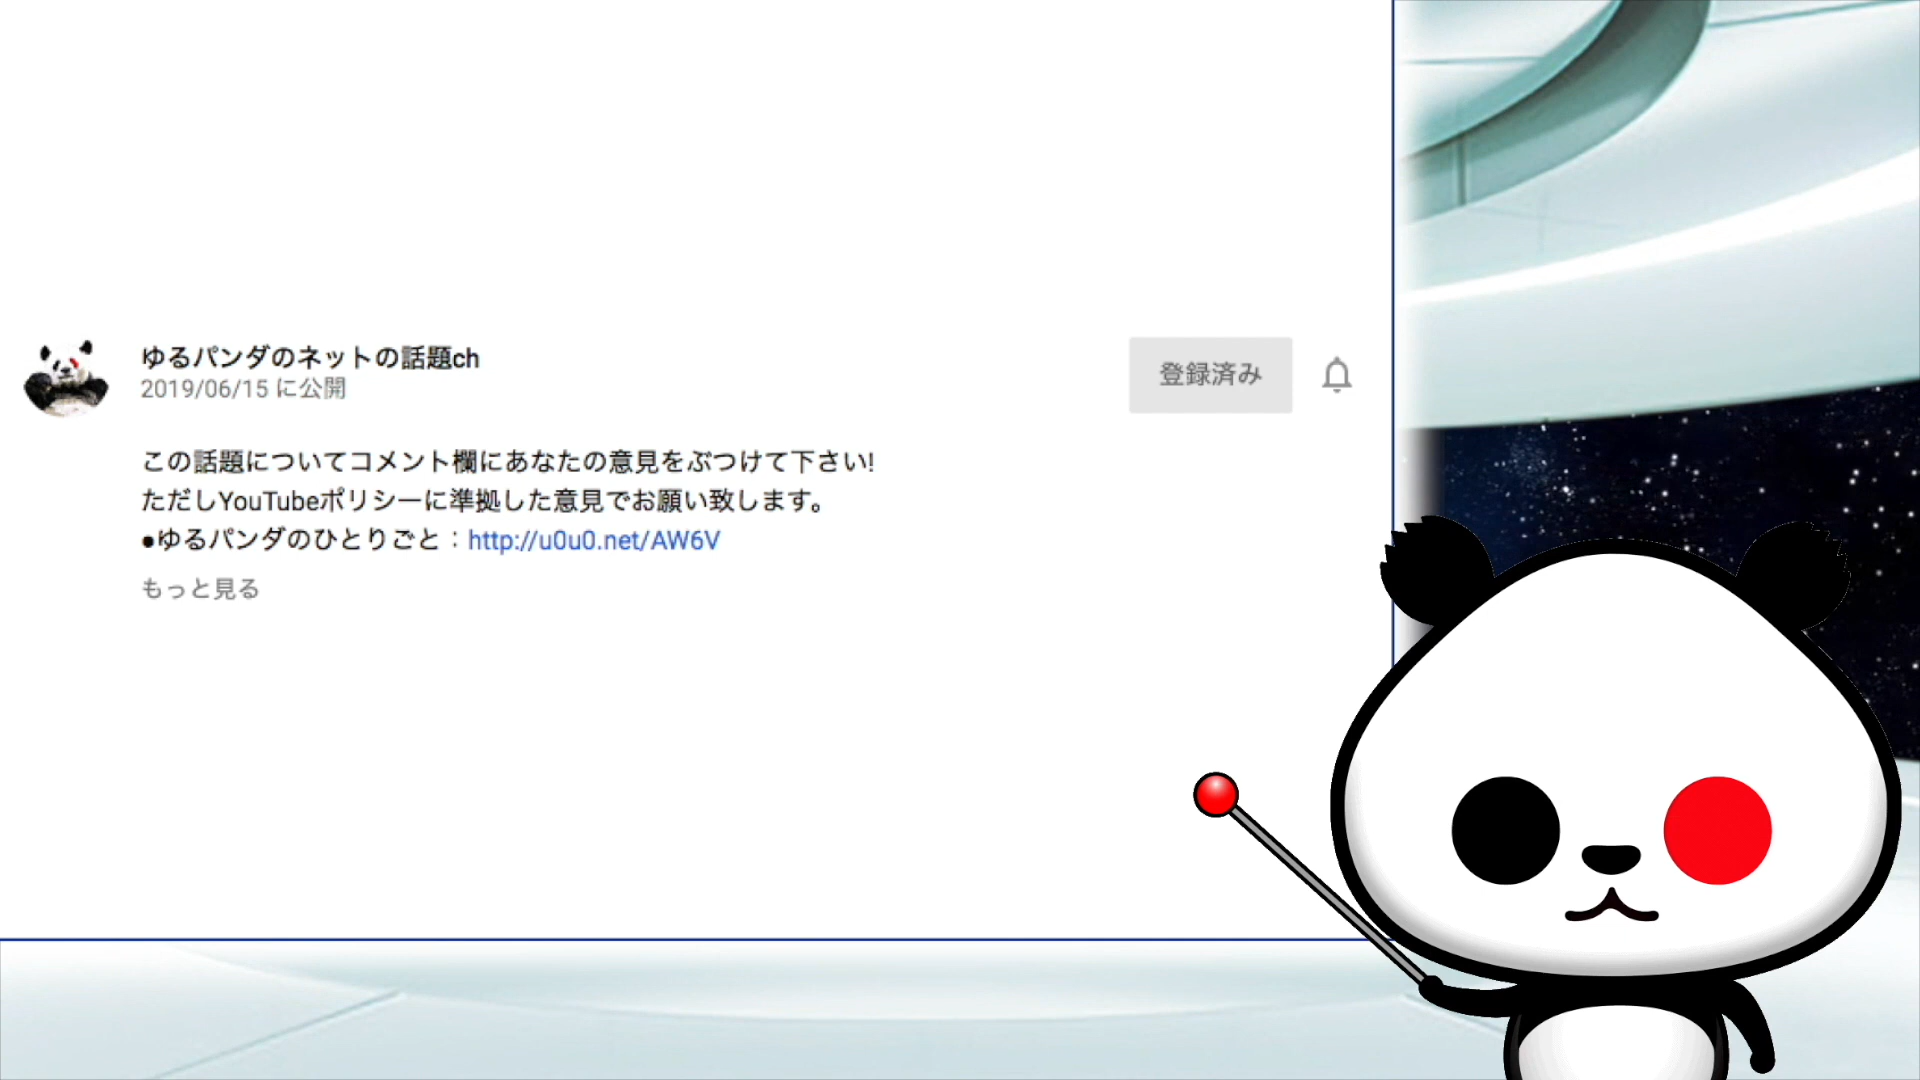 ゆるパンダのネットの話題ch
2019/06/15 に公開
登録済み
この話題についてコメント欄にあなたの意見をぶつけて下さい!
ただしYouTubeポリシーに準拠した意見でお願い致します。
●ゆるパンダのひとりごと：http://u0u0.net/AW6V
もっと見る